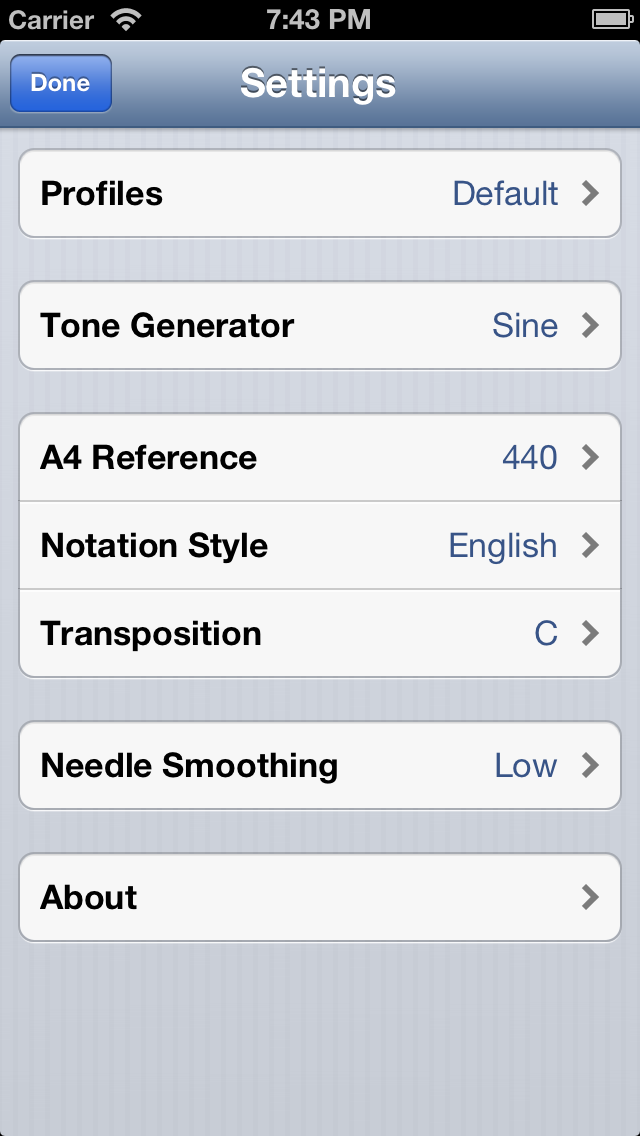 Carrier 7:43 PM
Done Settings
Profiles Default
Tone Generator Sine
A4 Reference 440
Notation Style English
Transposition C
Needle Smoothing Low
About